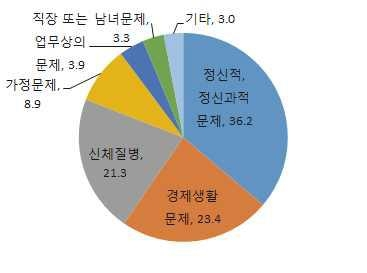 직장 또는 남녀문제,
3.3
기타, 3.0
업무상의
문제, 3.9
가정문제,
8.9
정신적,
정신과적
문제, 36.2
신체질병,
21.3
경제생활
문제, 23.4